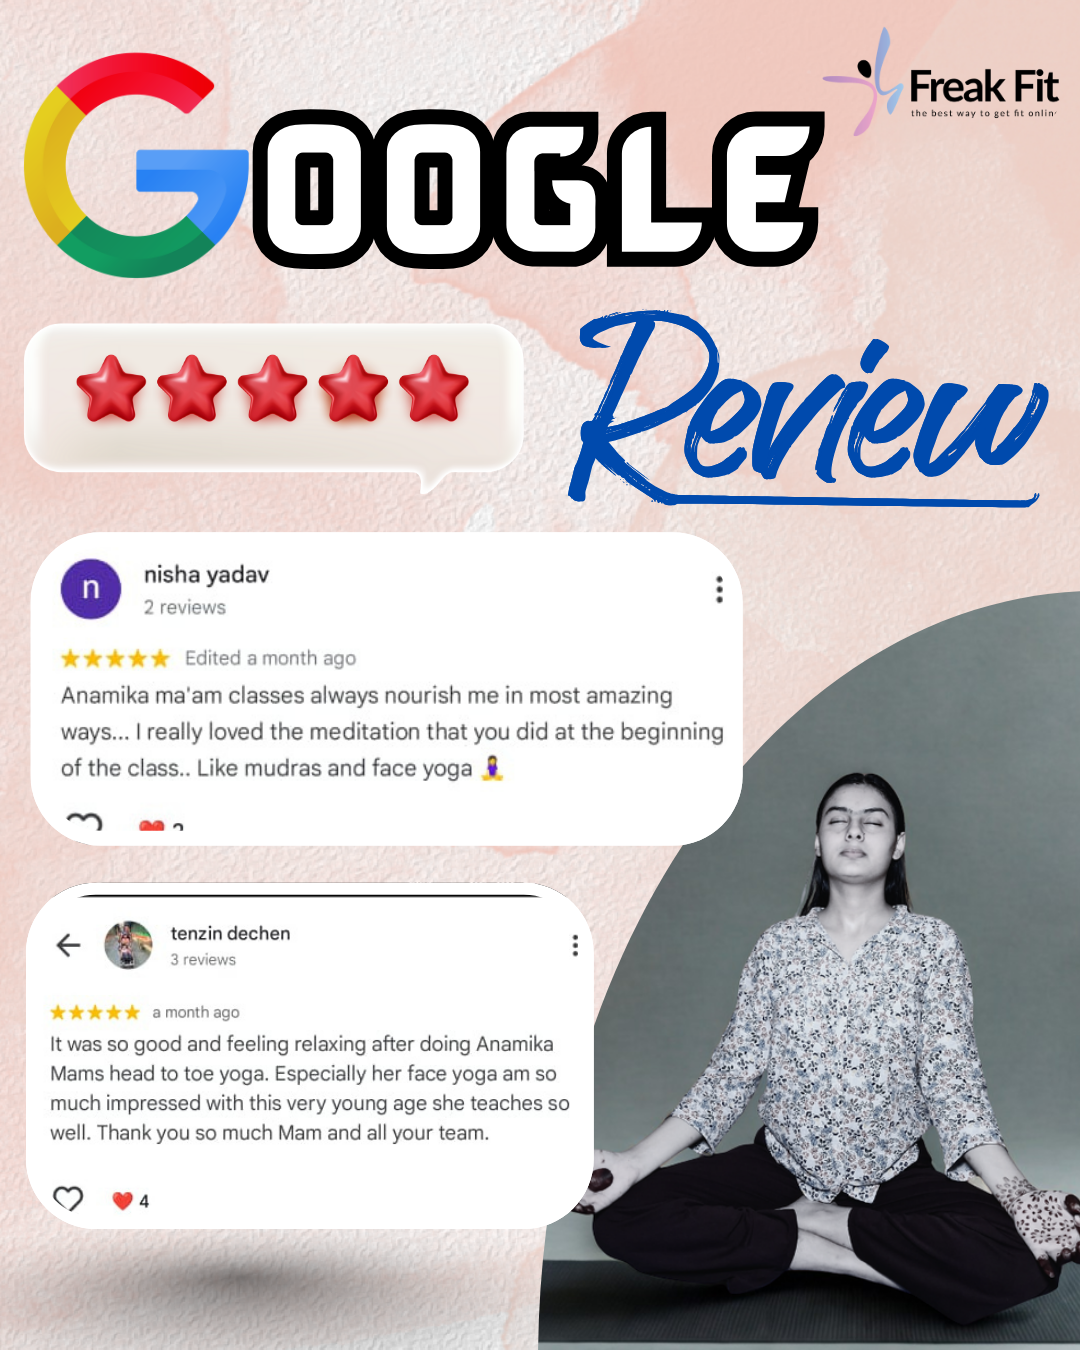 Freak Fit
the best way to get fit onlin
GOOGLE
Review
n
nisha yadav
2 reviews
Edited a month ago
Anamika ma'am classes always nourish me in most amazing
ways... I really loved the meditation that you did at the beginning
of the class.. Like mudras and face yoga 🧘‍♀️
tenzin dechen
3 reviews
a month ago
It was so good and feeling relaxing after doing Anamika
Mams head to toe yoga. Especially her face yoga am so
much impressed with this very young age she teaches so
well. Thank you so much Mam and all your team.
❤️ 4